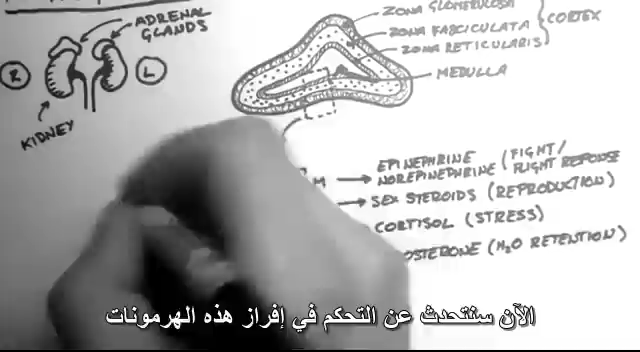 ADRENAL
GLANDS
R
L
KIDNEY
ZONA GLOMERULOSA
ZONA FASCICULATA
ZONA RETICULARIS
CORTEX
MEDULLA
M
EPINEPHRINE
NOREPINEPHRINE
(FIGHT/
FLIGHT RESPONSE
SEX STEROIDS (REPRODUCTION)
CORTISOL (STRESS)
OSTERONE (H₂O RETENTION)
الآن سنتحدث عن التحكم في إفراز هذه الهرمونات